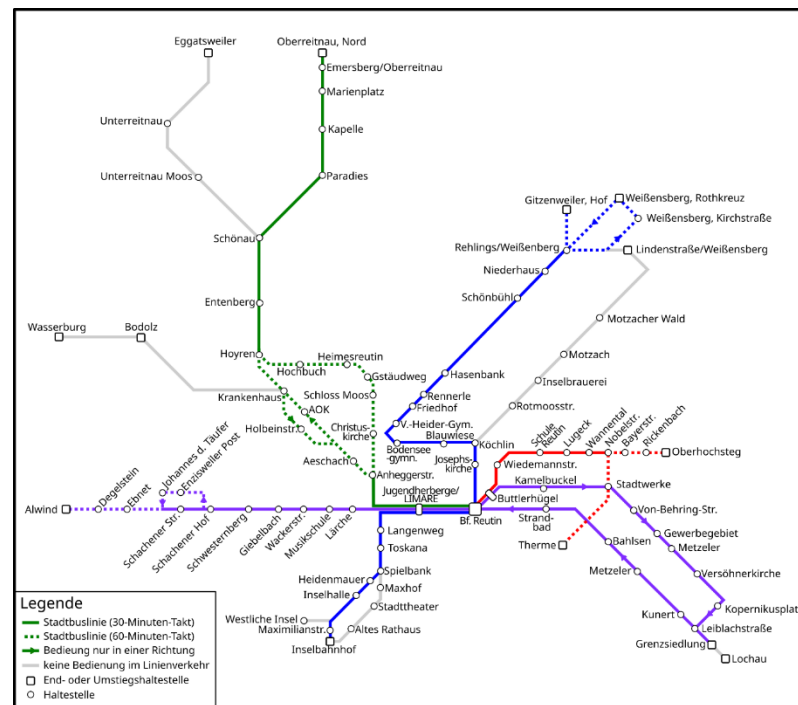 Eggatsweiler
Oberreitnau, Nord
Emersberg/Oberreitnau
Marienplatz
Unterreitnau
Kapelle
Unterreitnau Moos
Paradies
Gitzenweiler, Hof
Weißensberg, Rothkreuz
Weißensberg, Kirchstraße
Schönau
Rehlings/Weißenberg
Lindenstraße/Weißensberg
Niederhaus
Entenberg
Schönbühl
Motzacher Wald
Wasserburg
Bodolz
Hoyren
Heimesreutin
Hochbuch
Gstäudweg
Motzach
Hasenbank
Inselbrauerei
Krankenhaus
Schloss Moos
Rennerle
Friedhof
Rotmoosstr.
AOK
Holbeinstr.
Christus-
kirche
V.-Heider-Gym.
Blauwiese
Bodensee-
gymn.
Köchlin
Schule
Reutin
Lugeck
Wannental
Nobelstr.
Bayerstr.
Rickenbach
Oberhochsteg
Aeschach
Josephs-
kirche
Wiedemannstr.
Anheggerstr.
Johannes d. Täufer
Enzisweiler Post
Degelstein
Ebnet
Jugendherberge/
LIMARE
Kamelbuckel
Stadtwerke
Buttlerhügel
Alwind
Schachener Str.
Schachener Hof
Schwesternberg
Giebelbach
Wackerstr.
Musikschule
Lärche
Bf. Reutin
Strand-
bad
Von-Behring-Str.
Langenweg
Gewerbegebiet
Metzeler
Toskana
Therme
Bahlsen
Spielbank
Metzeler
Versöhnerkirche
Heidenmauer
Maxhof
Inselhalle
Stadttheater
Kopernikusplat
Westliche Insel
Kunert
Maximilianstr.
Altes Rathaus
Leiblachstraße
Inselbahnhof
Grenzsiedlung
Lochau
Legende
Stadtbuslinie (30-Minuten-Takt)
Stadtbuslinie (60-Minuten-Takt)
Bedieung nur in einer Richtung
keine Bedienung im Linienverkehr
End- oder Umstiegshaltestelle
Haltestelle